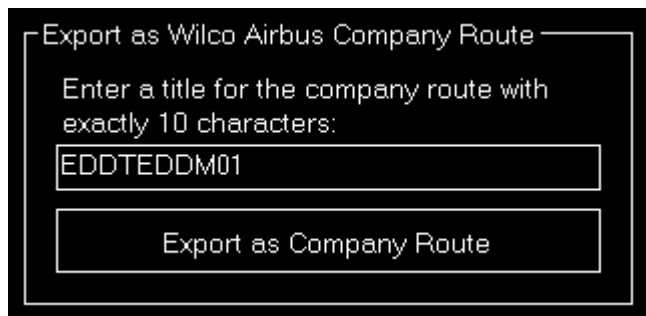 Export as Wilco Airbus Company Route
Enter a title for the company route with
exactly 10 characters:
EDDTEDDM01
Export as Company Route